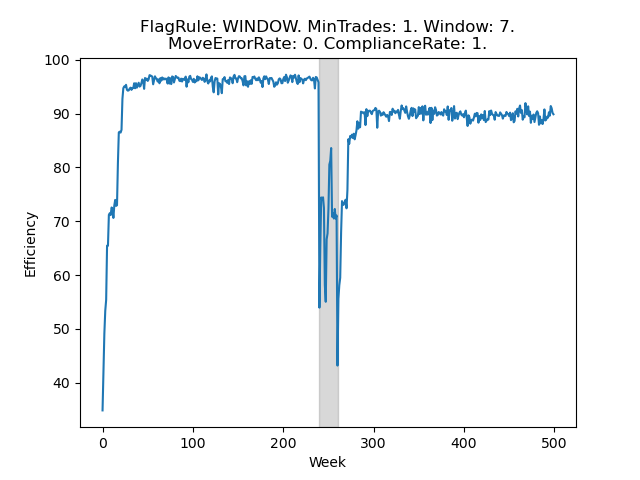 FlagRule: WINDOW. MinTrades: 1. Window: 7.
MoveErrorRate: 0. ComplianceRate: 1.
100
90
80
70
60
50
40
Efficiency
0 100 200 300 400 500
Week